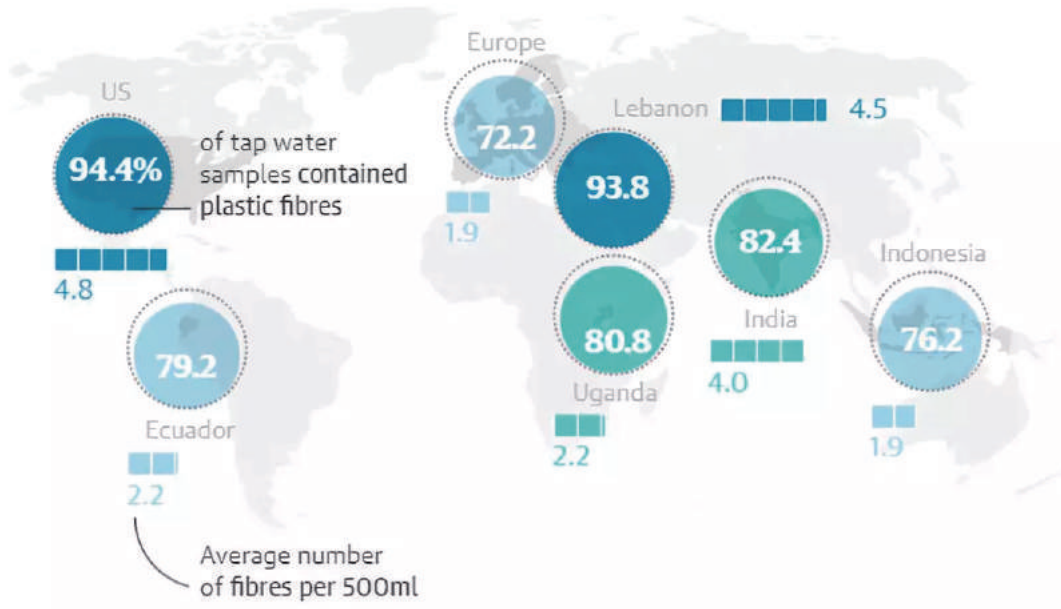 Europe
72.2
1.9
US
94.4%
of tap water
samples contained
plastic fibres
4.8
Lebanon 4.5
93.8
82.4
India
4.0
Indonesia
76.2
1.9
80.8
Uganda
2.2
79.2
Ecuador
2.2
Average number
of fibres per 500ml